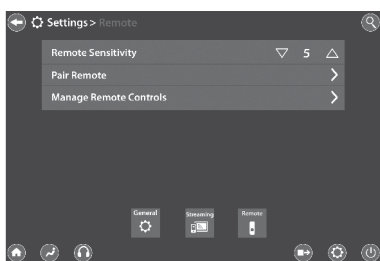 Settings > Remote
Remote Sensitivity 5
Pair Remote
Manage Remote Controls
General Streaming Remote